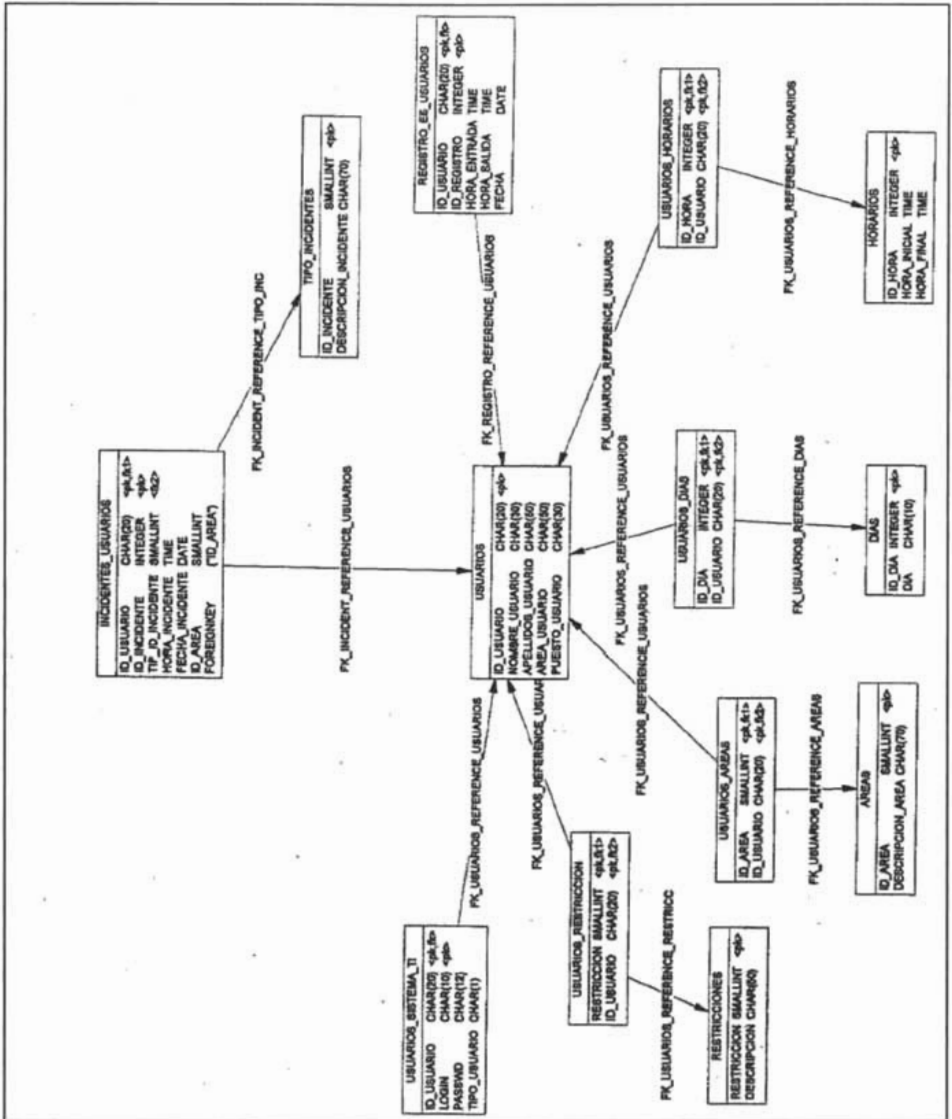 INCIDENTES_USUARIOS
ID_USUARIO CHAR(20) <pk,fk1>
ID_INCIDENTE INTEGER <pk>
TIP_ID_INCIDENTE SMALLINT <fk2>
HORA_INCIDENTE TIME
FECHA_INCIDENTE DATE
ID_AREA SMALLINT
FOREIGNKEY ("ID_AREA")
FK_INCIDENT_REFERENCE_TIPO_INC
TIPO_INCIDENTES
ID_INCIDENTE SMALLINT <pk>
DESCRIPCION_INCIDENTE CHAR(70)
FK_INCIDENT_REFERENCE_USUARIOS
REGISTRO_ES_USUARIOS
ID_USUARIO CHAR(20) <pk,fk>
ID_REGISTRO INTEGER <pk>
HORA_ENTRADA TIME
HORA_SALIDA TIME
FECHA DATE
FK_REGISTRO_REFERENCE_USUARIOS
USUARIOS_SISTEMA_TI
ID_USUARIO CHAR(20) <pk,fk>
LOGIN CHAR(10) <pk>
PASSWD CHAR(12)
TIPO_USUARIO CHAR(1)
FK_USUARIOS_REFERENCE_USUARIOS
USUARIOS
ID_USUARIO CHAR(20) <pk>
NOMBRE_USUARIO CHAR(30)
APELLIDOS_USUARIO CHAR(50)
AREA_USUARIO CHAR(50)
PUESTO_USUARIO CHAR(30)
FK_USUARIOS_REFERENCE_USUAR
USUARIOS_RESTRICCION
RESTRICCION SMALLINT <pk,fk1>
ID_USUARIO CHAR(20) <pk,fk2>
FK_USUARIOS_REFERENCE_RESTRICC
RESTRICCIONES
RESTRICCION SMALLINT <pk>
DESCRIPCION CHAR(50)
FK_USUARIOS_REFERENCE_USUARIOS
USUARIOS_AREAS
ID_AREA SMALLINT <pk,fk1>
ID_USUARIO CHAR(20) <pk,fk2>
FK_USUARIOS_REFERENCE_AREAS
AREAS
ID_AREA SMALLINT <pk>
DESCRIPCION_AREA CHAR(70)
FK_USUARIOS_REFERENCE_USUARIOS
USUARIOS_DIAS
ID_DIA INTEGER <pk,fk1>
ID_USUARIO CHAR(20) <pk,fk2>
FK_USUARIOS_REFERENCE_DIAS
DIAS
ID_DIA INTEGER <pk>
DIA CHAR(10)
FK_USUARIOS_REFERENCE_USUARIOS
USUARIOS_HORARIOS
ID_HORA INTEGER <pk,fk1>
ID_USUARIO CHAR(20) <pk,fk2>
FK_USUARIOS_REFERENCE_HORARIOS
HORARIOS
ID_HORA INTEGER <pk>
HORA_INICIAL TIME
HORA_FINAL TIME